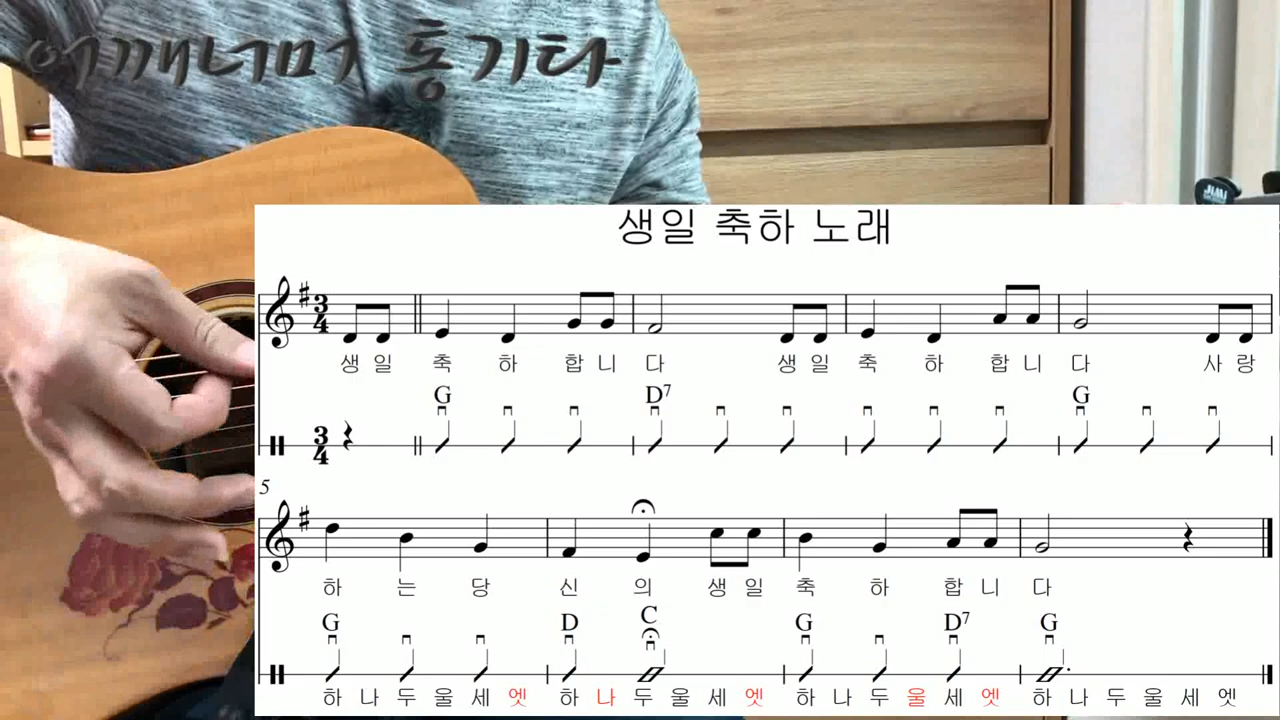 어깨너머 통기타
생일 축하 노래
생 일 축 하 합 니 다 생 일 축 하 합 니 다 사 랑
G D7 G
5
하 는 당 신 의 생 일 축 하 합 니 다
G D C G D7 G
하 나 두 울 세 엣 하 나 두 울 세 엣 하 나 두 울 세 엣 하 나 두 울 세 엣